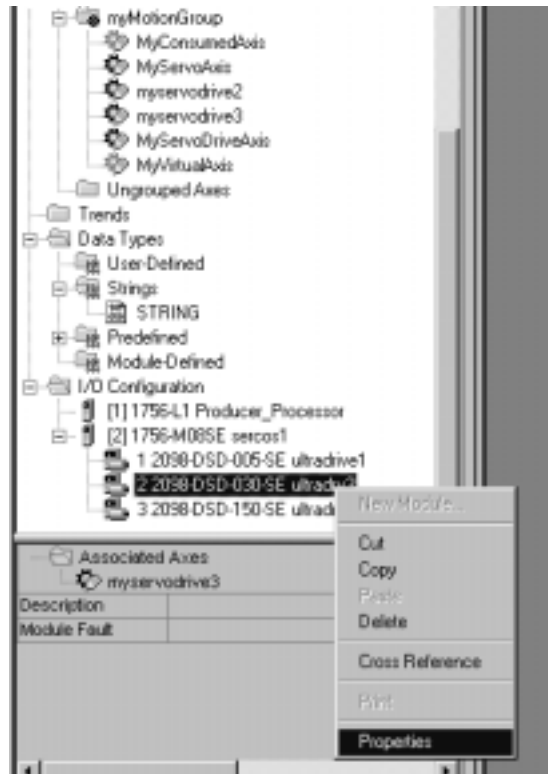 myMotionGroup
MyConsumedAxis
MyServoAxis
myservodrive2
myservodrive3
MyServoDriveAxis
MyVirtualAxis
Ungrouped Axes
Trends
Data Types
User-Defined
Strings
STRING
Predefined
Module-Defined
I/O Configuration
[1] 1756-L1 Producer_Processor
[2] 1756-M08SE sercos1
1 2098-DSD-005-SE ultradrive1
2 2098-DSD-030-SE
3 2098-DSD-150-SE
New Module...
Cut
Copy
Paste
Delete
Cross Reference
Print
Properties
Associated Axes
myservodrive3
Description
Module Fault